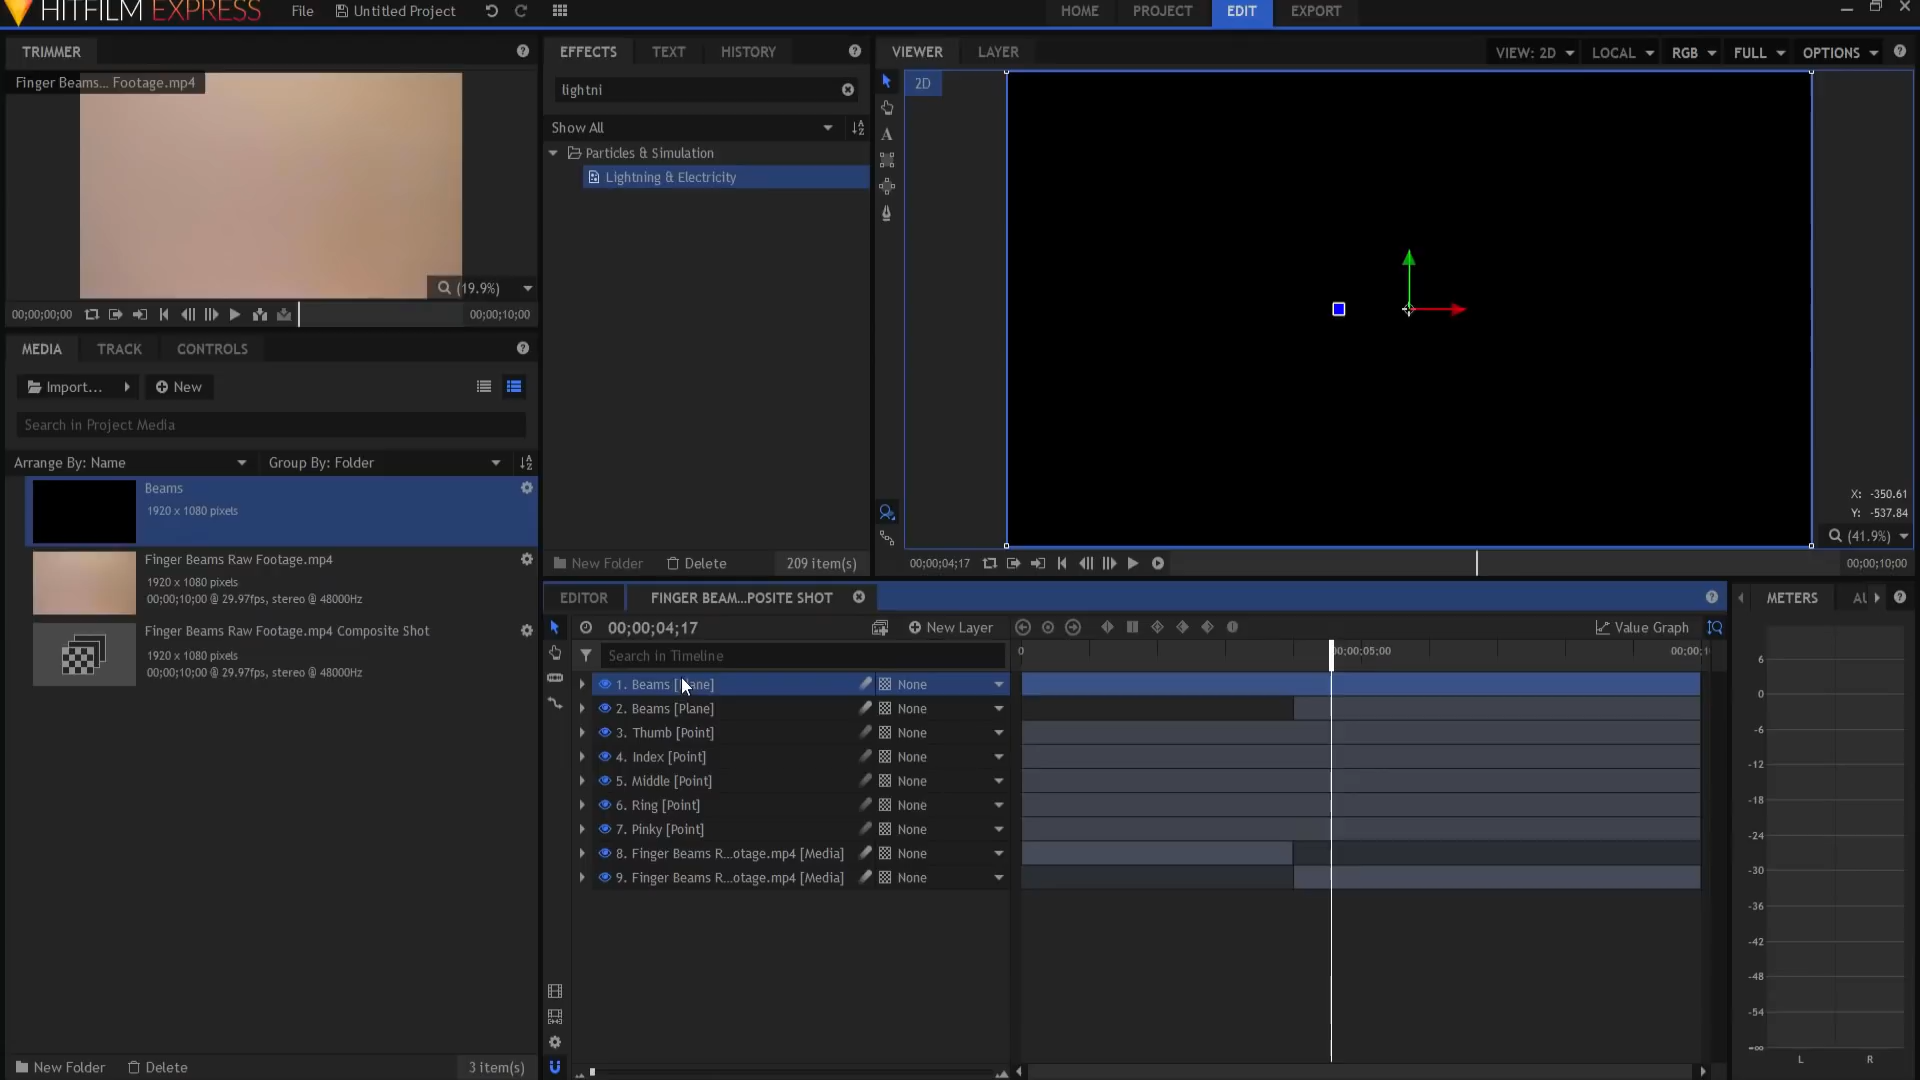 HITFILM EXPRESS
File
Untitled Project
HOME
PROJECT
EDIT
EXPORT
TRIMMER
Finger Beams... Footage.mp4
(19.9%)
00;00;00;00
00;00;10;00
MEDIA
TRACK
CONTROLS
Import...
New
Search in Project Media
Arrange By: Name
Group By: Folder
Beams
1920 x 1080 pixels
Finger Beams Raw Footage.mp4
1920 x 1080 pixels
00;00;10;00 @ 29.97fps, stereo @ 48000Hz
Finger Beams Raw Footage.mp4 Composite Shot
1920 x 1080 pixels
00;00;10;00 @ 29.97fps, stereo @ 48000Hz
New Folder
Delete
3 item(s)
EFFECTS
TEXT
HISTORY
lightni
Show All
Particles & Simulation
Lightning & Electricity
New Folder
Delete
209 item(s)
VIEWER
LAYER
VIEW: 2D
LOCAL
RGB
FULL
OPTIONS
2D
X: -350.61
Y: -537.84
(41.9%)
00;00;04;17
00;00;10;00
EDITOR
FINGER BEAM...POSITE SHOT
00;00;04;17
New Layer
Value Graph
Search in Timeline
0
00;00;05;00
1. Beams [Plane]
None
2. Beams [Plane]
None
3. Thumb [Point]
None
4. Index [Point]
None
5. Middle [Point]
None
6. Ring [Point]
None
7. Pinky [Point]
None
8. Finger Beams R...otage.mp4 [Media]
None
9. Finger Beams R...otage.mp4 [Media]
None
METERS
6
0
-6
-12
-18
-24
-30
-36
-42
-48
-54
-∞
L
R